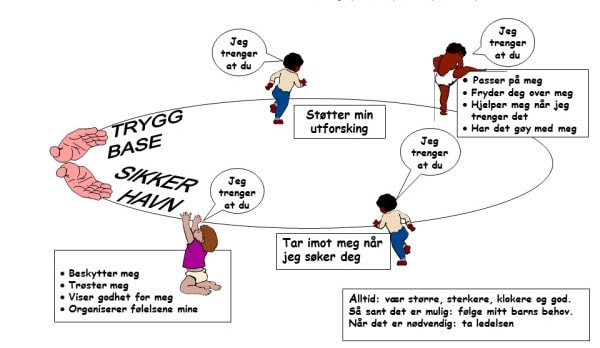 Jeg
trenger
at du
Jeg
trenger
at du
• Passer på meg
• Fryder deg over meg
• Hjelper meg når jeg
trenger det
• Har det gøy med meg
Støtter min
utforsking
TRYGG
BASE
SIKKER
HAVN
Jeg
trenger
at du
Jeg
trenger
at du
Tar imot meg når
jeg søker deg
• Beskytter meg
• Trøster meg
• Viser godhet for meg
• Organiserer følelsene mine
Alltid: vær større, sterkere, klokere og god.
Så sant det er mulig: følge mitt barns behov.
Når det er nødvendig: ta ledelsen